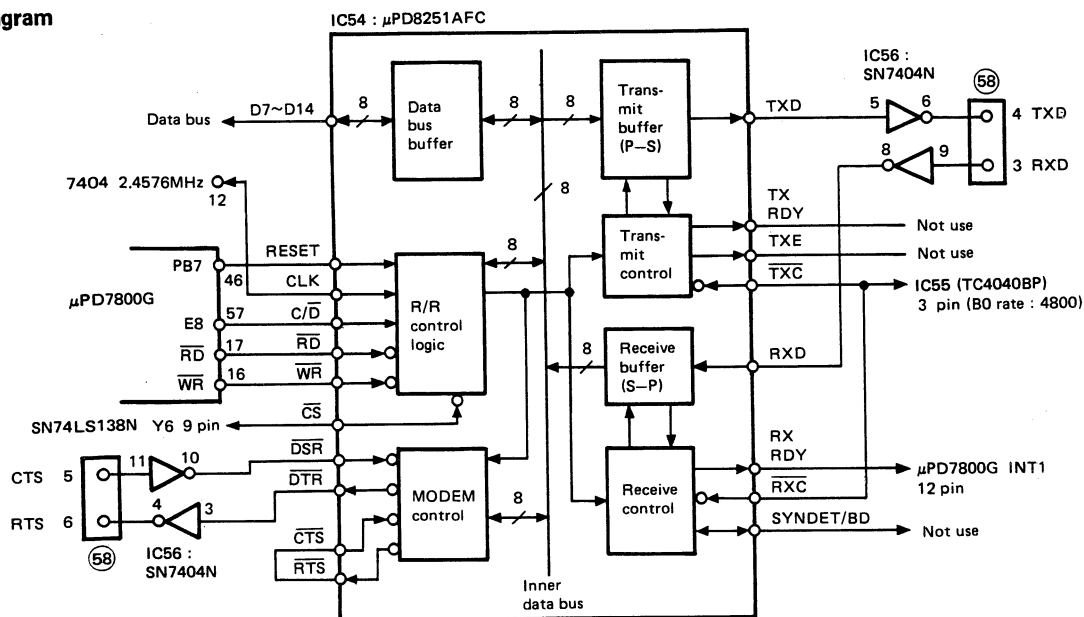 gram
IC54 : µPD8251AFC
IC56 :
SN7404N
58
Data bus
D7~D14
8
Data
bus
buffer
8
8
Trans-
mit
buffer
(P–S)
TXD
5
6
4 TXD
8
9
3 RXD
7404 2.4576MHz
12
8
TX
RDY
Not use
Trans-
mit
control
TXE
Not use
TXC
IC55 (TC4040BP)
3 pin (B0 rate : 4800)
µPD7800G
PB7
46
RESET
CLK
E8
57
C/D
RD
17
RD
WR
16
WR
R/R
control
logic
8
8
Receive
buffer
(S–P)
RXD
SN74LS138N Y6 9 pin
CS
CTS 5
11
10
DSR
RTS 6
4
3
DTR
58
IC56 :
SN7404N
CTS
RTS
MODEM
control
8
Receive
control
RX
RDY
µPD7800G INT1
12 pin
RXC
SYNDET/BD
Not use
Inner
data bus